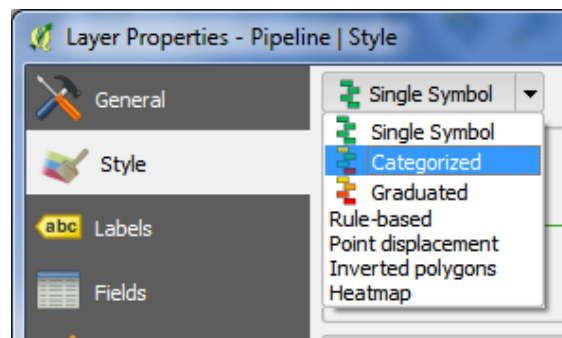 Layer Properties - Pipeline | Style
General
Style
abc Labels
Fields
Single Symbol
Single Symbol
Categorized
Graduated
Rule-based
Point displacement
Inverted polygons
Heatmap